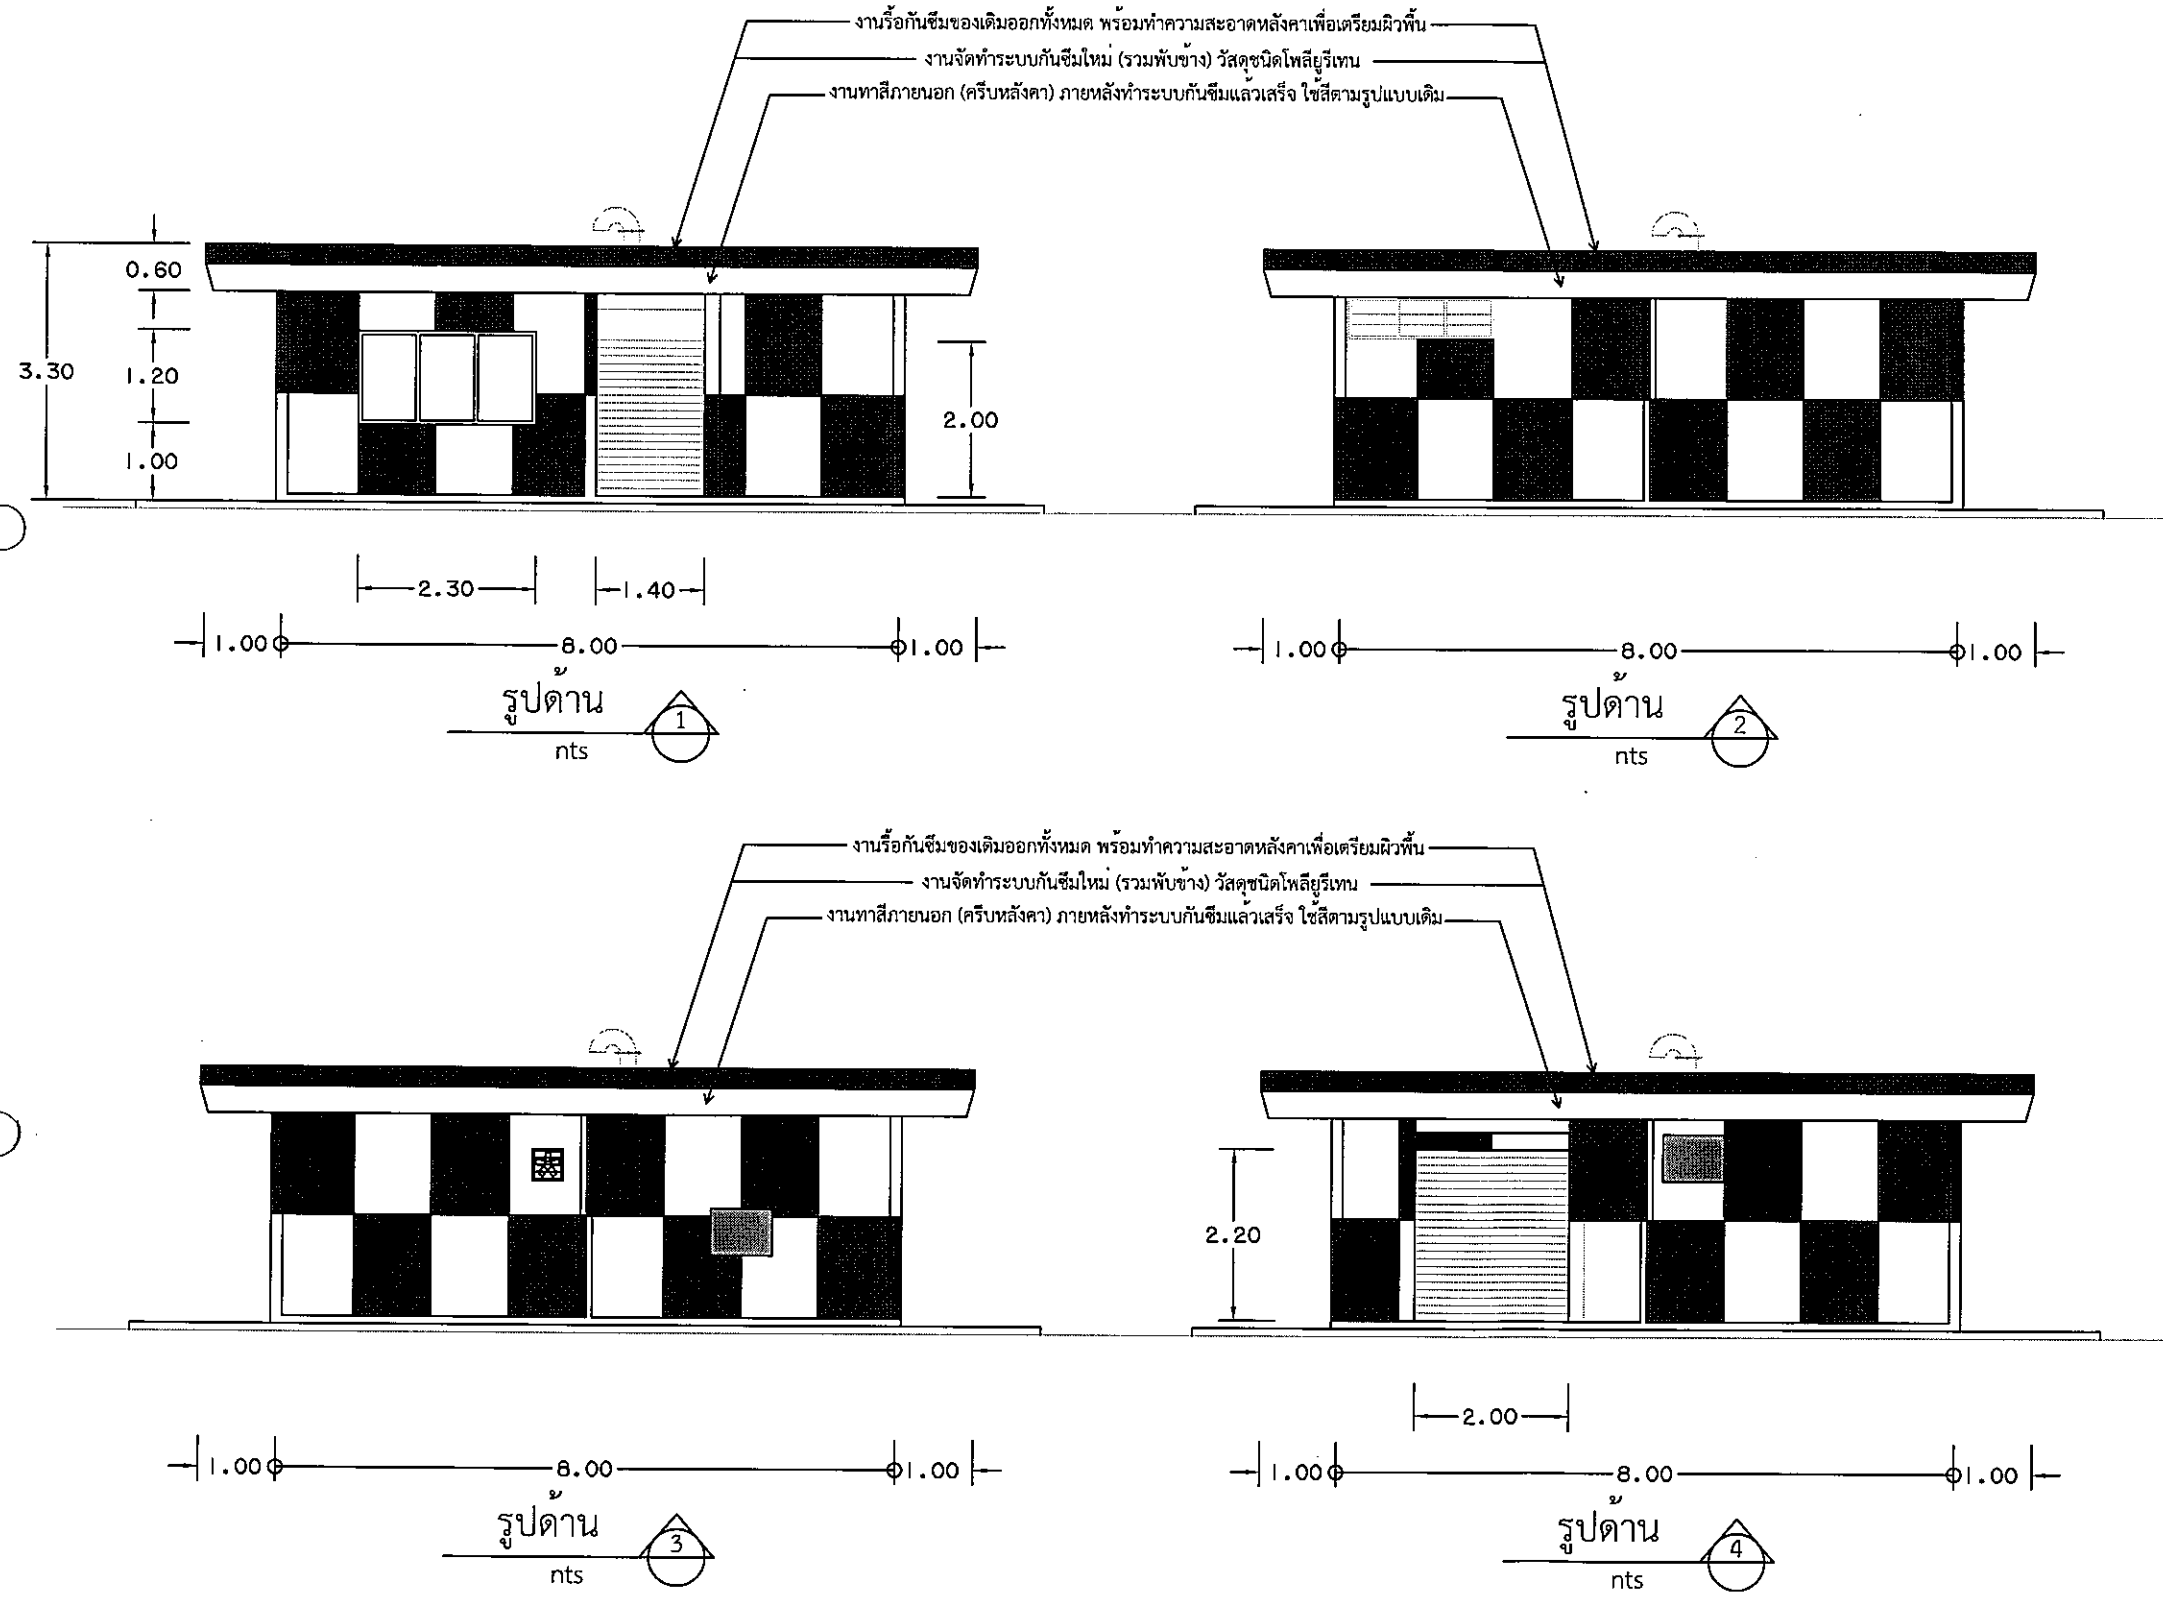 งานรื้อกันซึมของเดิมออกทั้งหมด พร้อมทำความสะอาดหลังคาเพื่อเตรียมผิวพื้น
งานจัดทำระบบกันซึมใหม่ (รวมพับข้าง) วัสดุชนิดโพลียูรีเทน
งานทาสีภายนอก (ครีบหลังคา) ภายหลังทำระบบกันซึมแล้วเสร็จ ใช้สีตามรูปแบบเดิม
0.60
3.30
1.20
1.00
2.00
2.30
1.40
1.00
8.00
1.00
รูปด้าน
1
nts
1.00
8.00
1.00
รูปด้าน
2
nts
งานรื้อกันซึมของเดิมออกทั้งหมด พร้อมทำความสะอาดหลังคาเพื่อเตรียมผิวพื้น
งานจัดทำระบบกันซึมใหม่ (รวมพับข้าง) วัสดุชนิดโพลียูรีเทน
งานทาสีภายนอก (ครีบหลังคา) ภายหลังทำระบบกันซึมแล้วเสร็จ ใช้สีตามรูปแบบเดิม
1.00
8.00
1.00
รูปด้าน
3
nts
2.20
2.00
1.00
8.00
1.00
รูปด้าน
4
nts